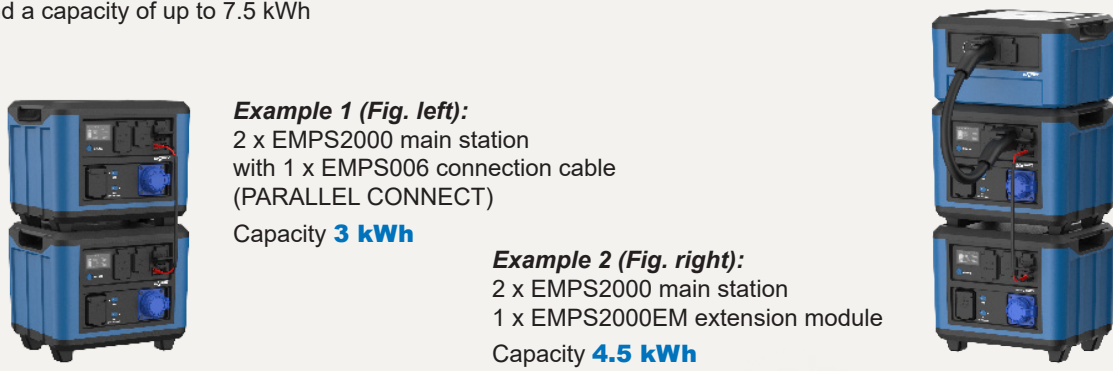 d a capacity of up to 7.5 kWh
Example 1 (Fig. left):
2 x EMPS2000 main station
with 1 x EMPS006 connection cable
(PARALLEL CONNECT)
Capacity 3 kWh
Example 2 (Fig. right):
2 x EMPS2000 main station
1 x EMPS2000EM extension module
Capacity 4.5 kWh